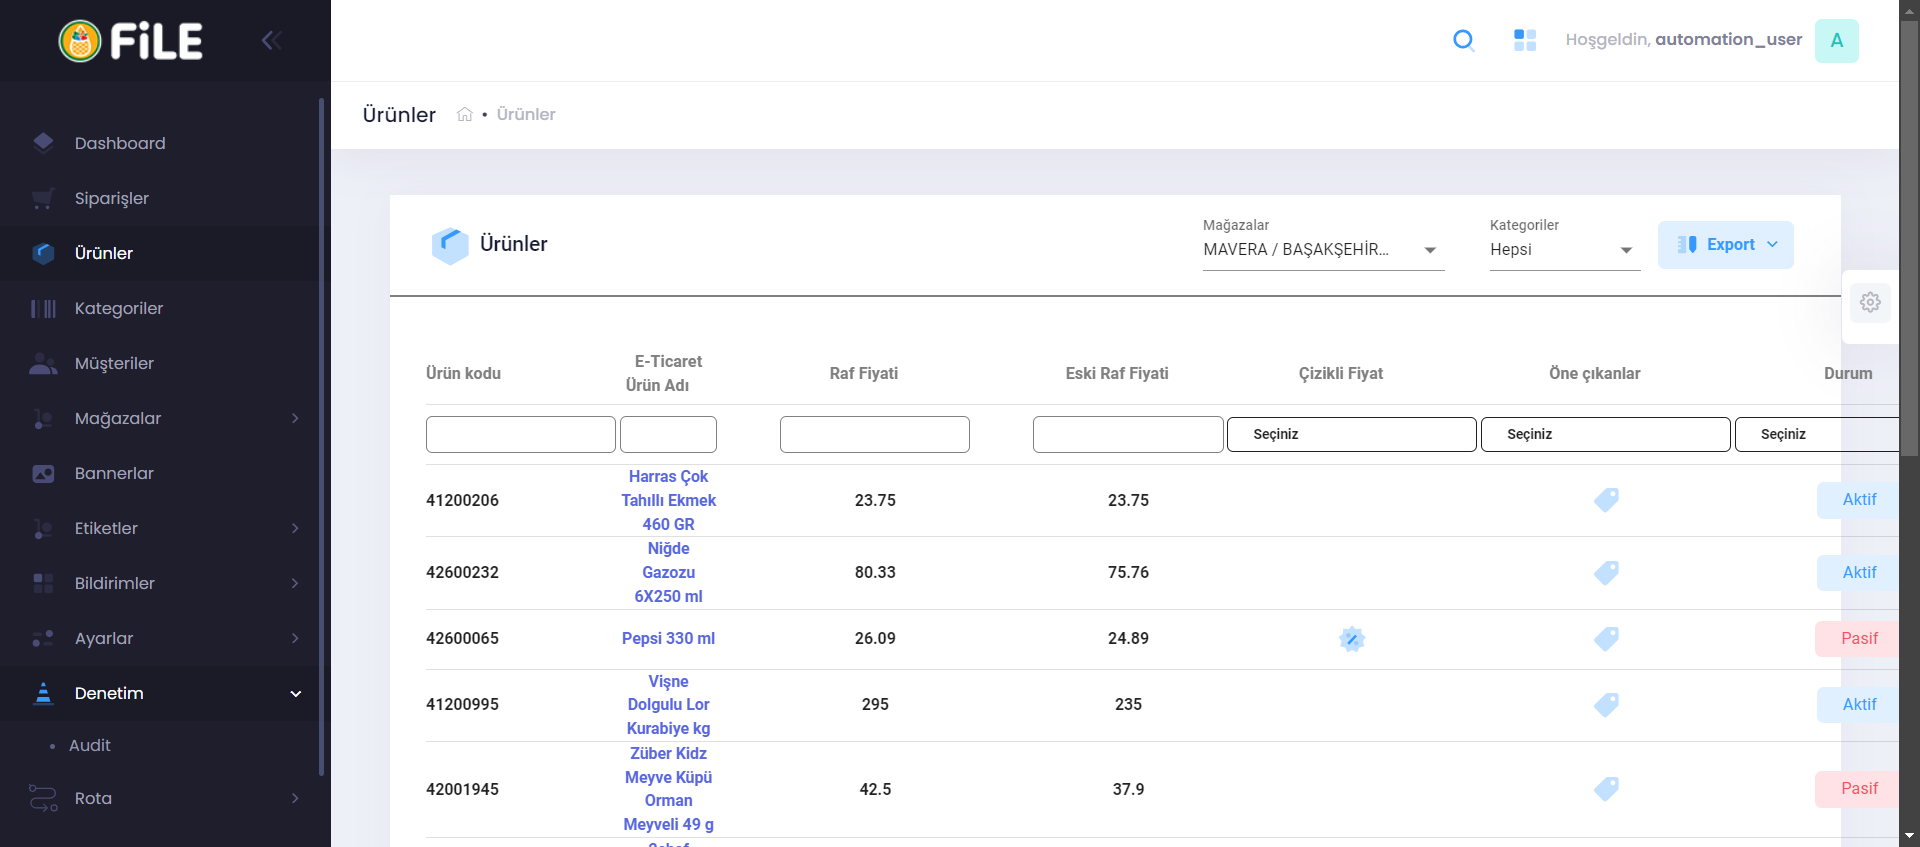 FiLE
Hoşgeldin, automation_user
A
Ürünler • Ürünler
Dashboard
Siparişler
Ürünler
Kategoriler
Müşteriler
Mağazalar
Bannerlar
Etiketler
Bildirimler
Ayarlar
Denetim
• Audit
Rota
Ürünler
Mağazalar
MAVERA / BAŞAKŞEHİR...
Kategoriler
Hepsi
Export
Ürün kodu
E-Ticaret
Ürün Adı
Raf Fiyati
Eski Raf Fiyati
Çizikli Fiyat
Öne çıkanlar
Durum
Seçiniz
Seçiniz
Seçiniz
41200206
Harras Çok
Tahıllı Ekmek
460 GR
23.75
23.75
Aktif
42600232
Niğde
Gazozu
6X250 ml
80.33
75.76
Aktif
42600065
Pepsi 330 ml
26.09
24.89
Pasif
41200995
Vişne
Dolgulu Lor
Kurabiye kg
295
235
Aktif
42001945
Züber Kidz
Meyve Küpü
Orman
Meyveli 49 g
42.5
37.9
Pasif